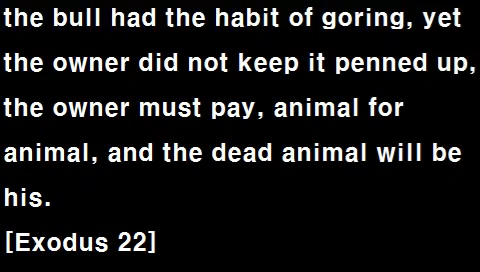 the bull had the habit of goring, yet
the owner did not keep it penned up,
the owner must pay, animal for
animal, and the dead animal will be
his.
[Exodus 22]